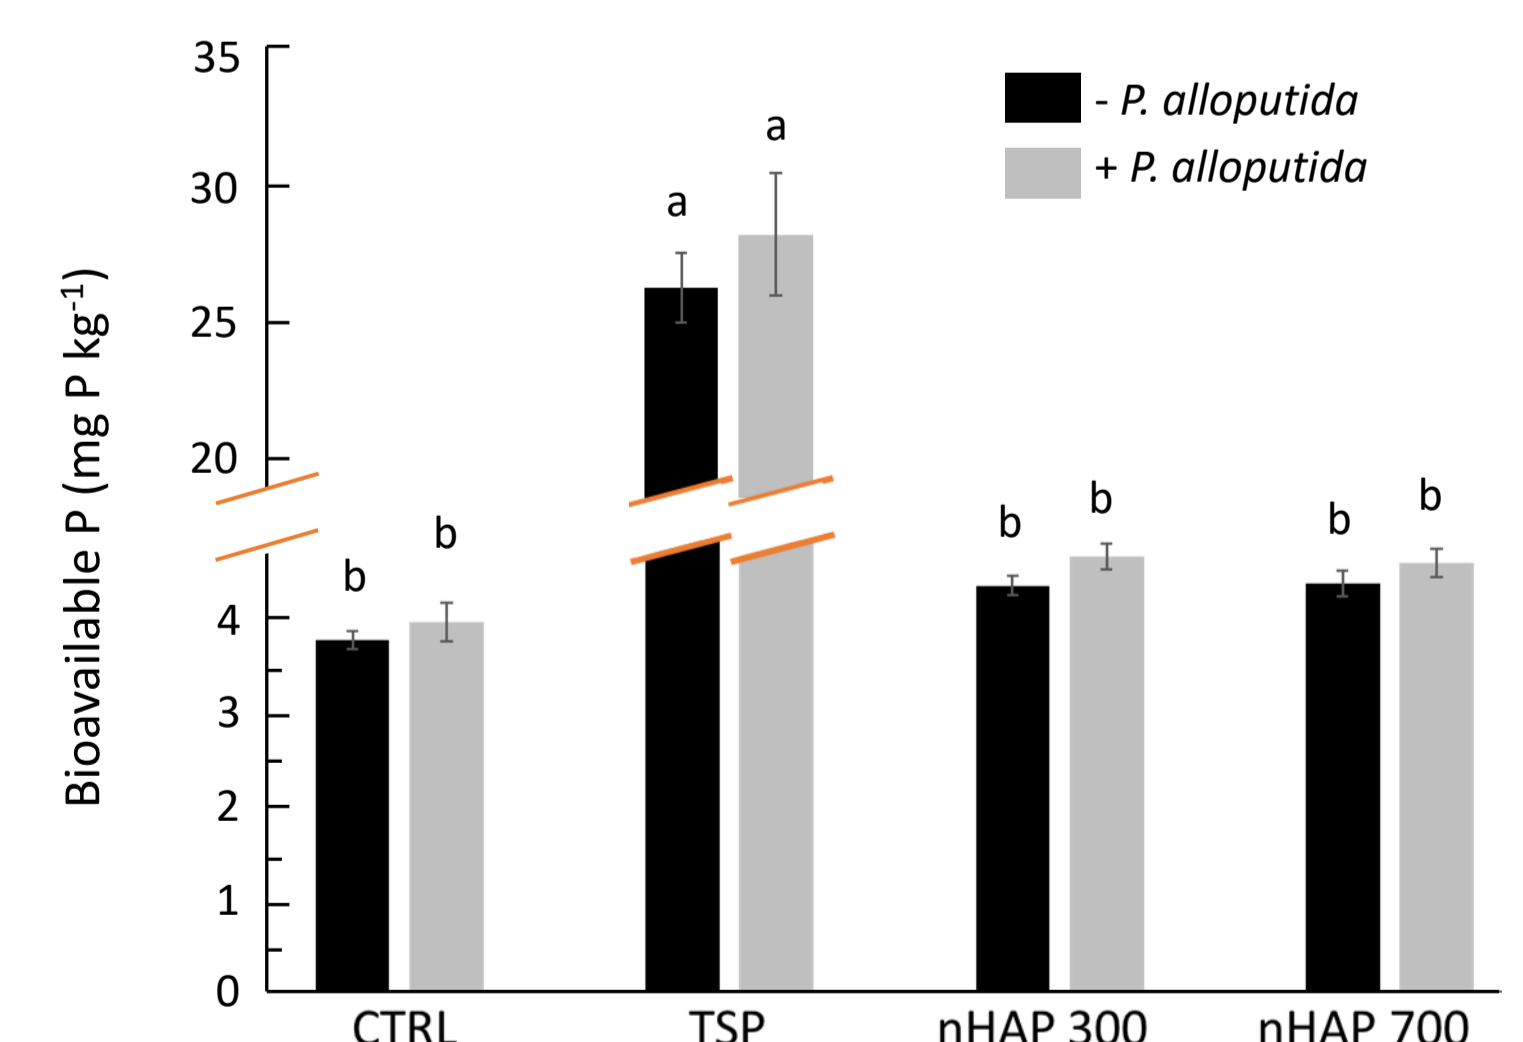 35
30
25
20
4
3
2
1
0
Bioavailable P (mg P kg⁻¹)
- P. alloputida
+ P. alloputida
a
a
b
b
b
b
b
b
CTRL
TSP
nHAP 300
nHAP 700